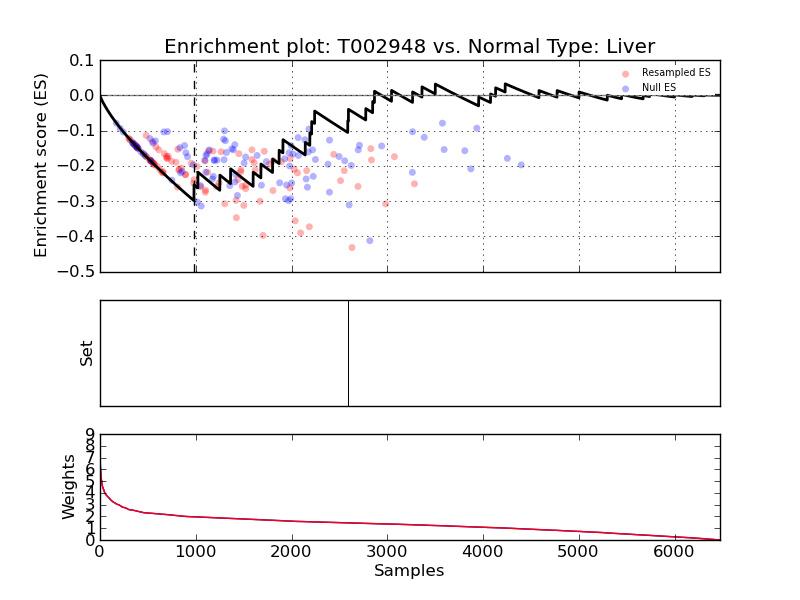 Enrichment plot: T002948 vs. Normal Type: Liver
Enrichment score (ES)
0.1
0.0
−0.1
−0.2
−0.3
−0.4
−0.5
Resampled ES
Null ES
Set
Weights
9
8
7
6
5
4
3
2
1
0
0 1000 2000 3000 4000 5000 6000
Samples